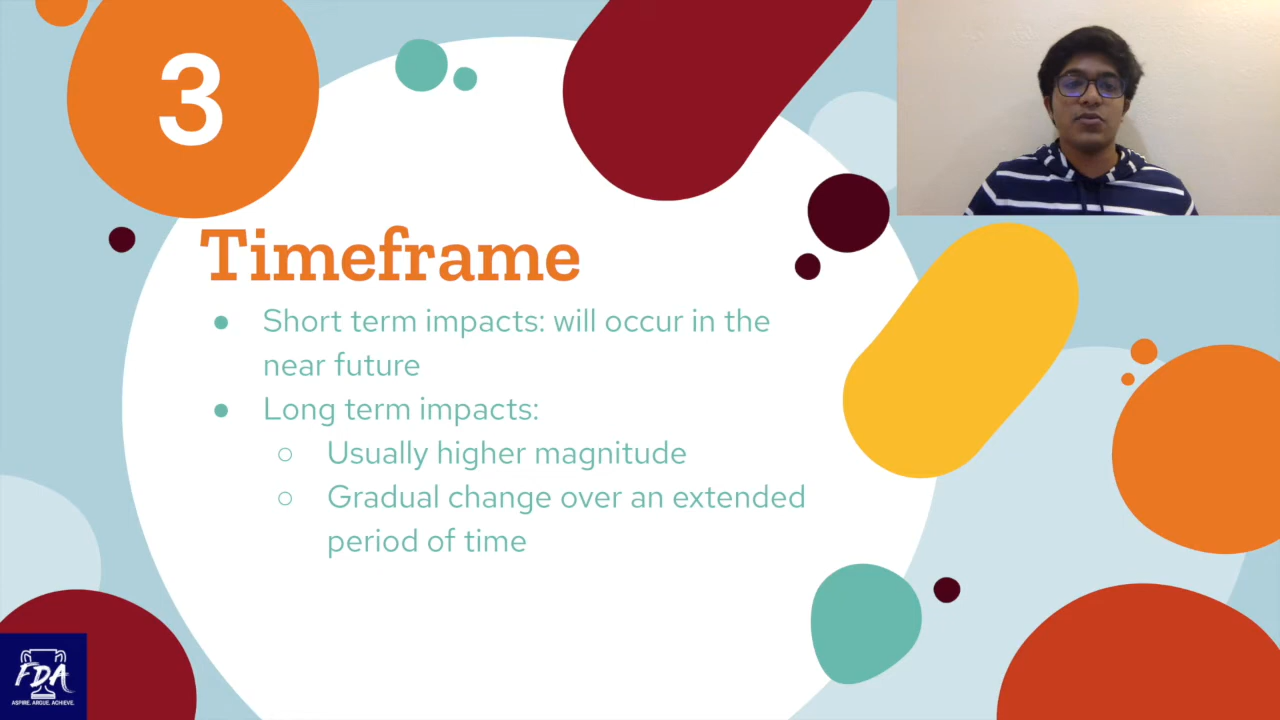 3
Timeframe
● Short term impacts: will occur in the
near future
● Long term impacts:
○ Usually higher magnitude
○ Gradual change over an extended
period of time
FDA
ASPIRE. ARGUE. ACHIEVE.